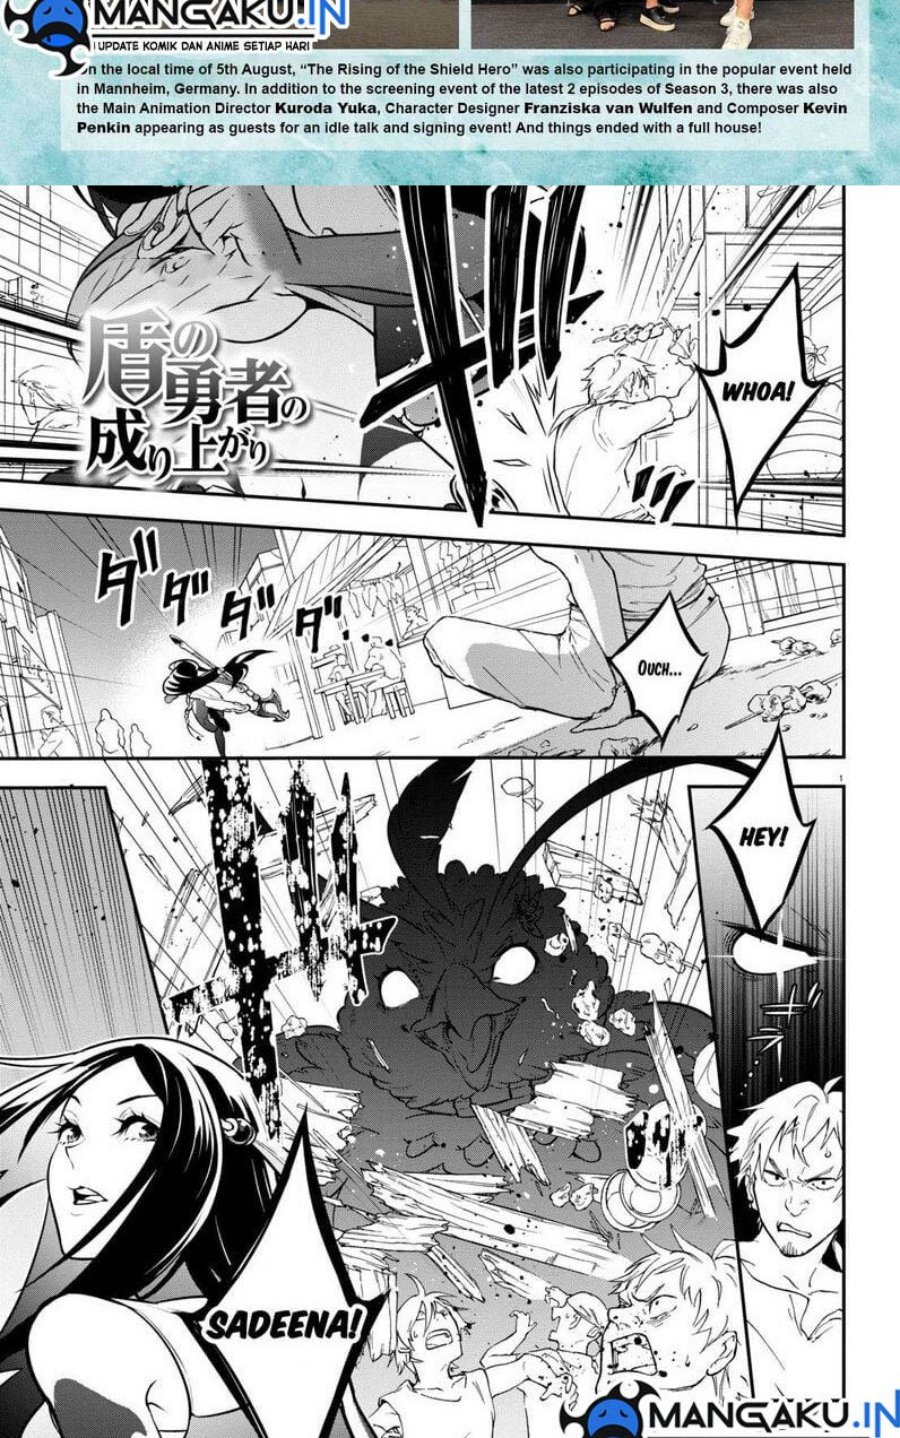 MANGAKU.IN
UPDATE KOMIK DAN ANIME SETIAP HARI
On the local time of 5th August, “The Rising of the Shield Hero” was also participating in the popular event held
in Mannheim, Germany. In addition to the screening event of the latest 2 episodes of Season 3, there was also
the Main Animation Director Kuroda Yuka, Character Designer Franziska van Wulfen and Composer Kevin
Penkin appearing as guests for an idle talk and signing event! And things ended with a full house!
盾の勇者の
成り上がり
WHOA!
ダダダダ
OUCH...
1
HEY!
SADEENA!
MANGAKU.IN